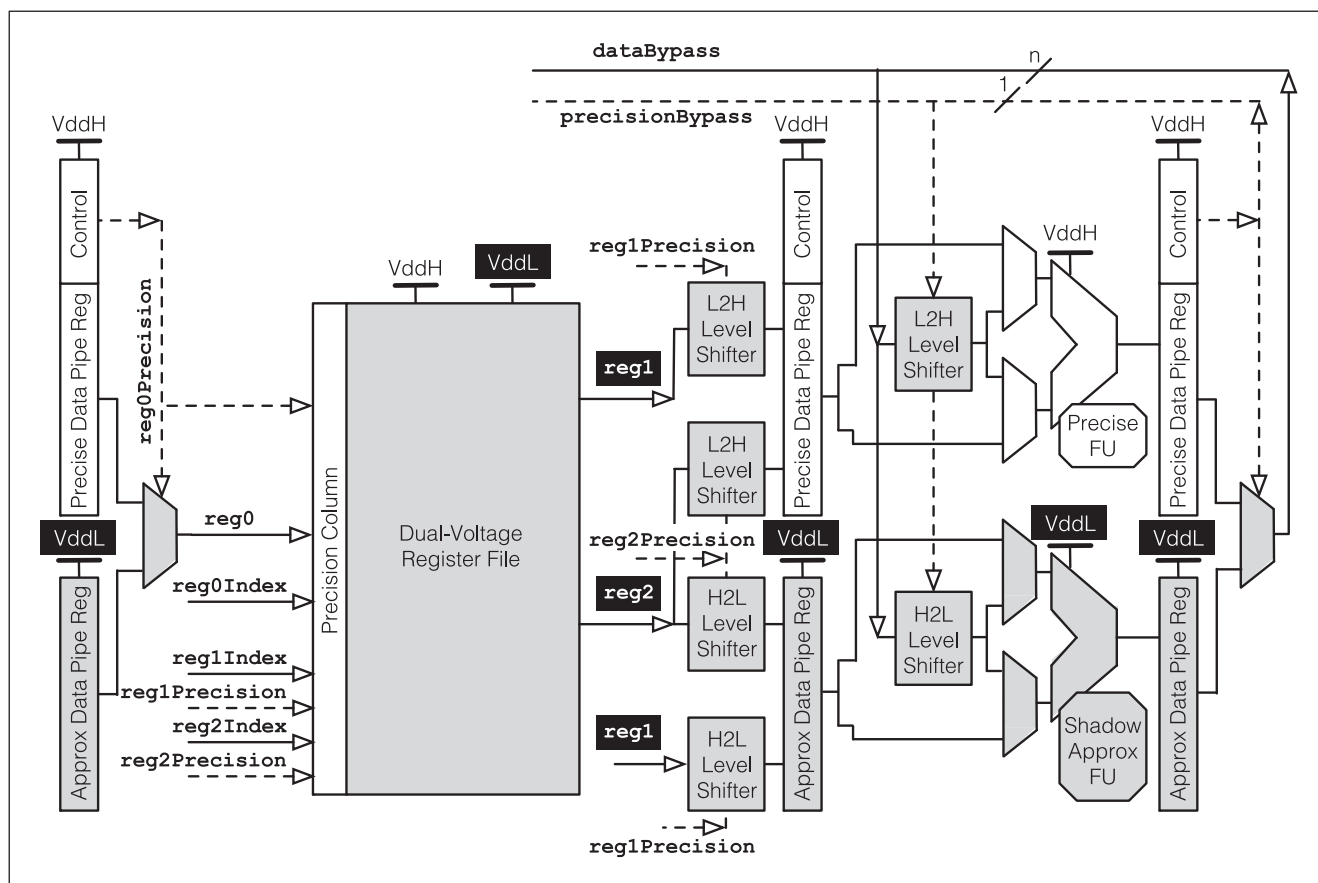 dataBypass
n
1
precisionBypass
VddH
VddH
VddH
Control
Precise Data Pipe Reg
VddL
Approx Data Pipe Reg
reg0Precision
reg0
reg0Index
reg1Index
reg1Precision
reg2Index
reg2Precision
VddH
VddL
Precision Column
Dual-Voltage
Register File
reg1Precision
L2H
Level
Shifter
reg1
L2H
Level
Shifter
reg2Precision
reg2
H2L
Level
Shifter
reg1
H2L
Level
Shifter
reg1Precision
Control
Precise Data Pipe Reg
VddL
Approx Data Pipe Reg
L2H
Level
Shifter
VddH
Precise
FU
H2L
Level
Shifter
VddL
Shadow
Approx
FU
Control
Precise Data Pipe Reg
VddL
Approx Data Pipe Reg